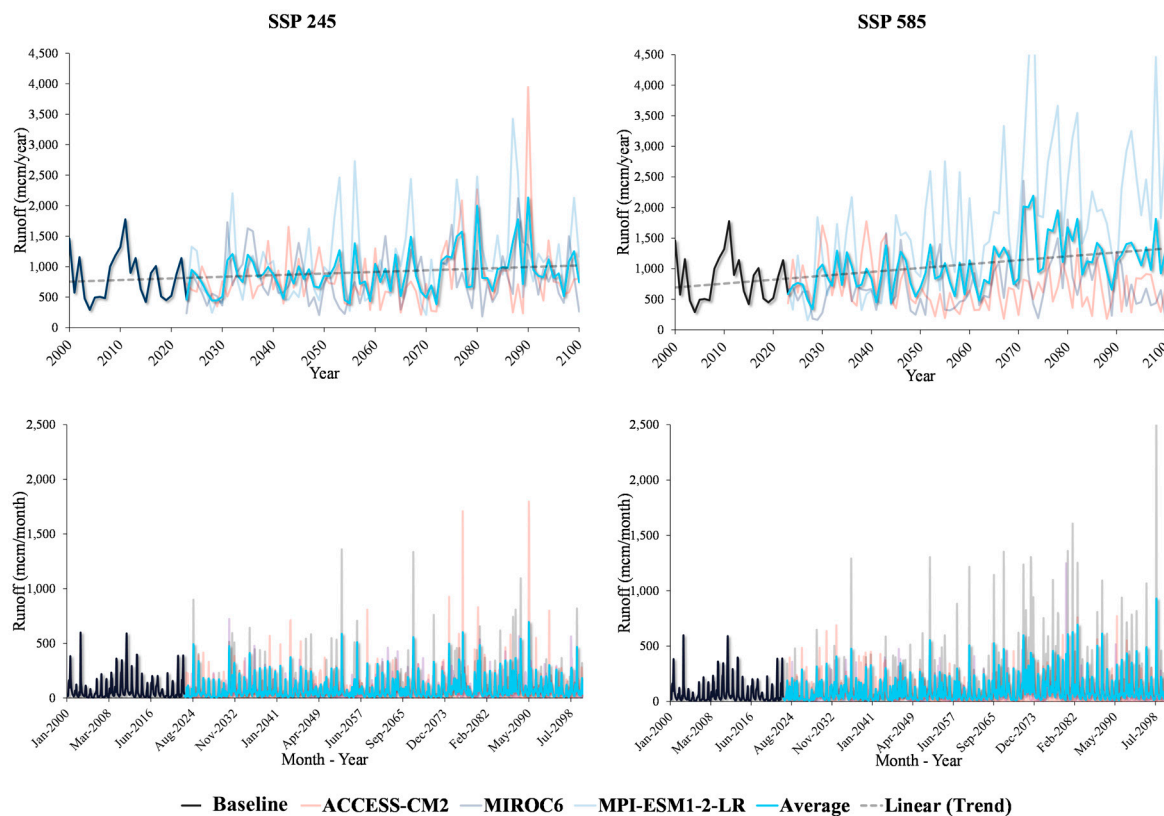 SSP 245
SSP 585
Runoff (mcm/year)
4,500
4,000
3,500
3,000
2,500
2,000
1,500
1,000
500
0
2000
2010
2020
2030
2040
2050
2060
2070
2080
2090
2100
Year
Runoff (mcm/year)
4,500
4,000
3,500
3,000
2,500
2,000
1,500
1,000
500
0
2000
2010
2020
2030
2040
2050
2060
2070
2080
2090
2100
Year
Runoff (mcm/month)
2,500
2,000
1,500
1,000
500
0
Jan-2000
Mar-2008
Jun-2016
Aug-2024
Nov-2032
Jan-2041
Apr-2049
Jun-2057
Sep-2065
Dec-2073
Feb-2082
May-2090
Jul-2098
Month - Year
Runoff (mcm/month)
2,500
2,000
1,500
1,000
500
0
Jan-2000
Mar-2008
Jun-2016
Aug-2024
Nov-2032
Jan-2041
Apr-2049
Jun-2057
Sep-2065
Dec-2073
Feb-2082
May-2090
Jul-2098
Month - Year
Baseline ACCESS-CM2 MIROC6 MPI-ESM1-2-LR Average Linear (Trend)